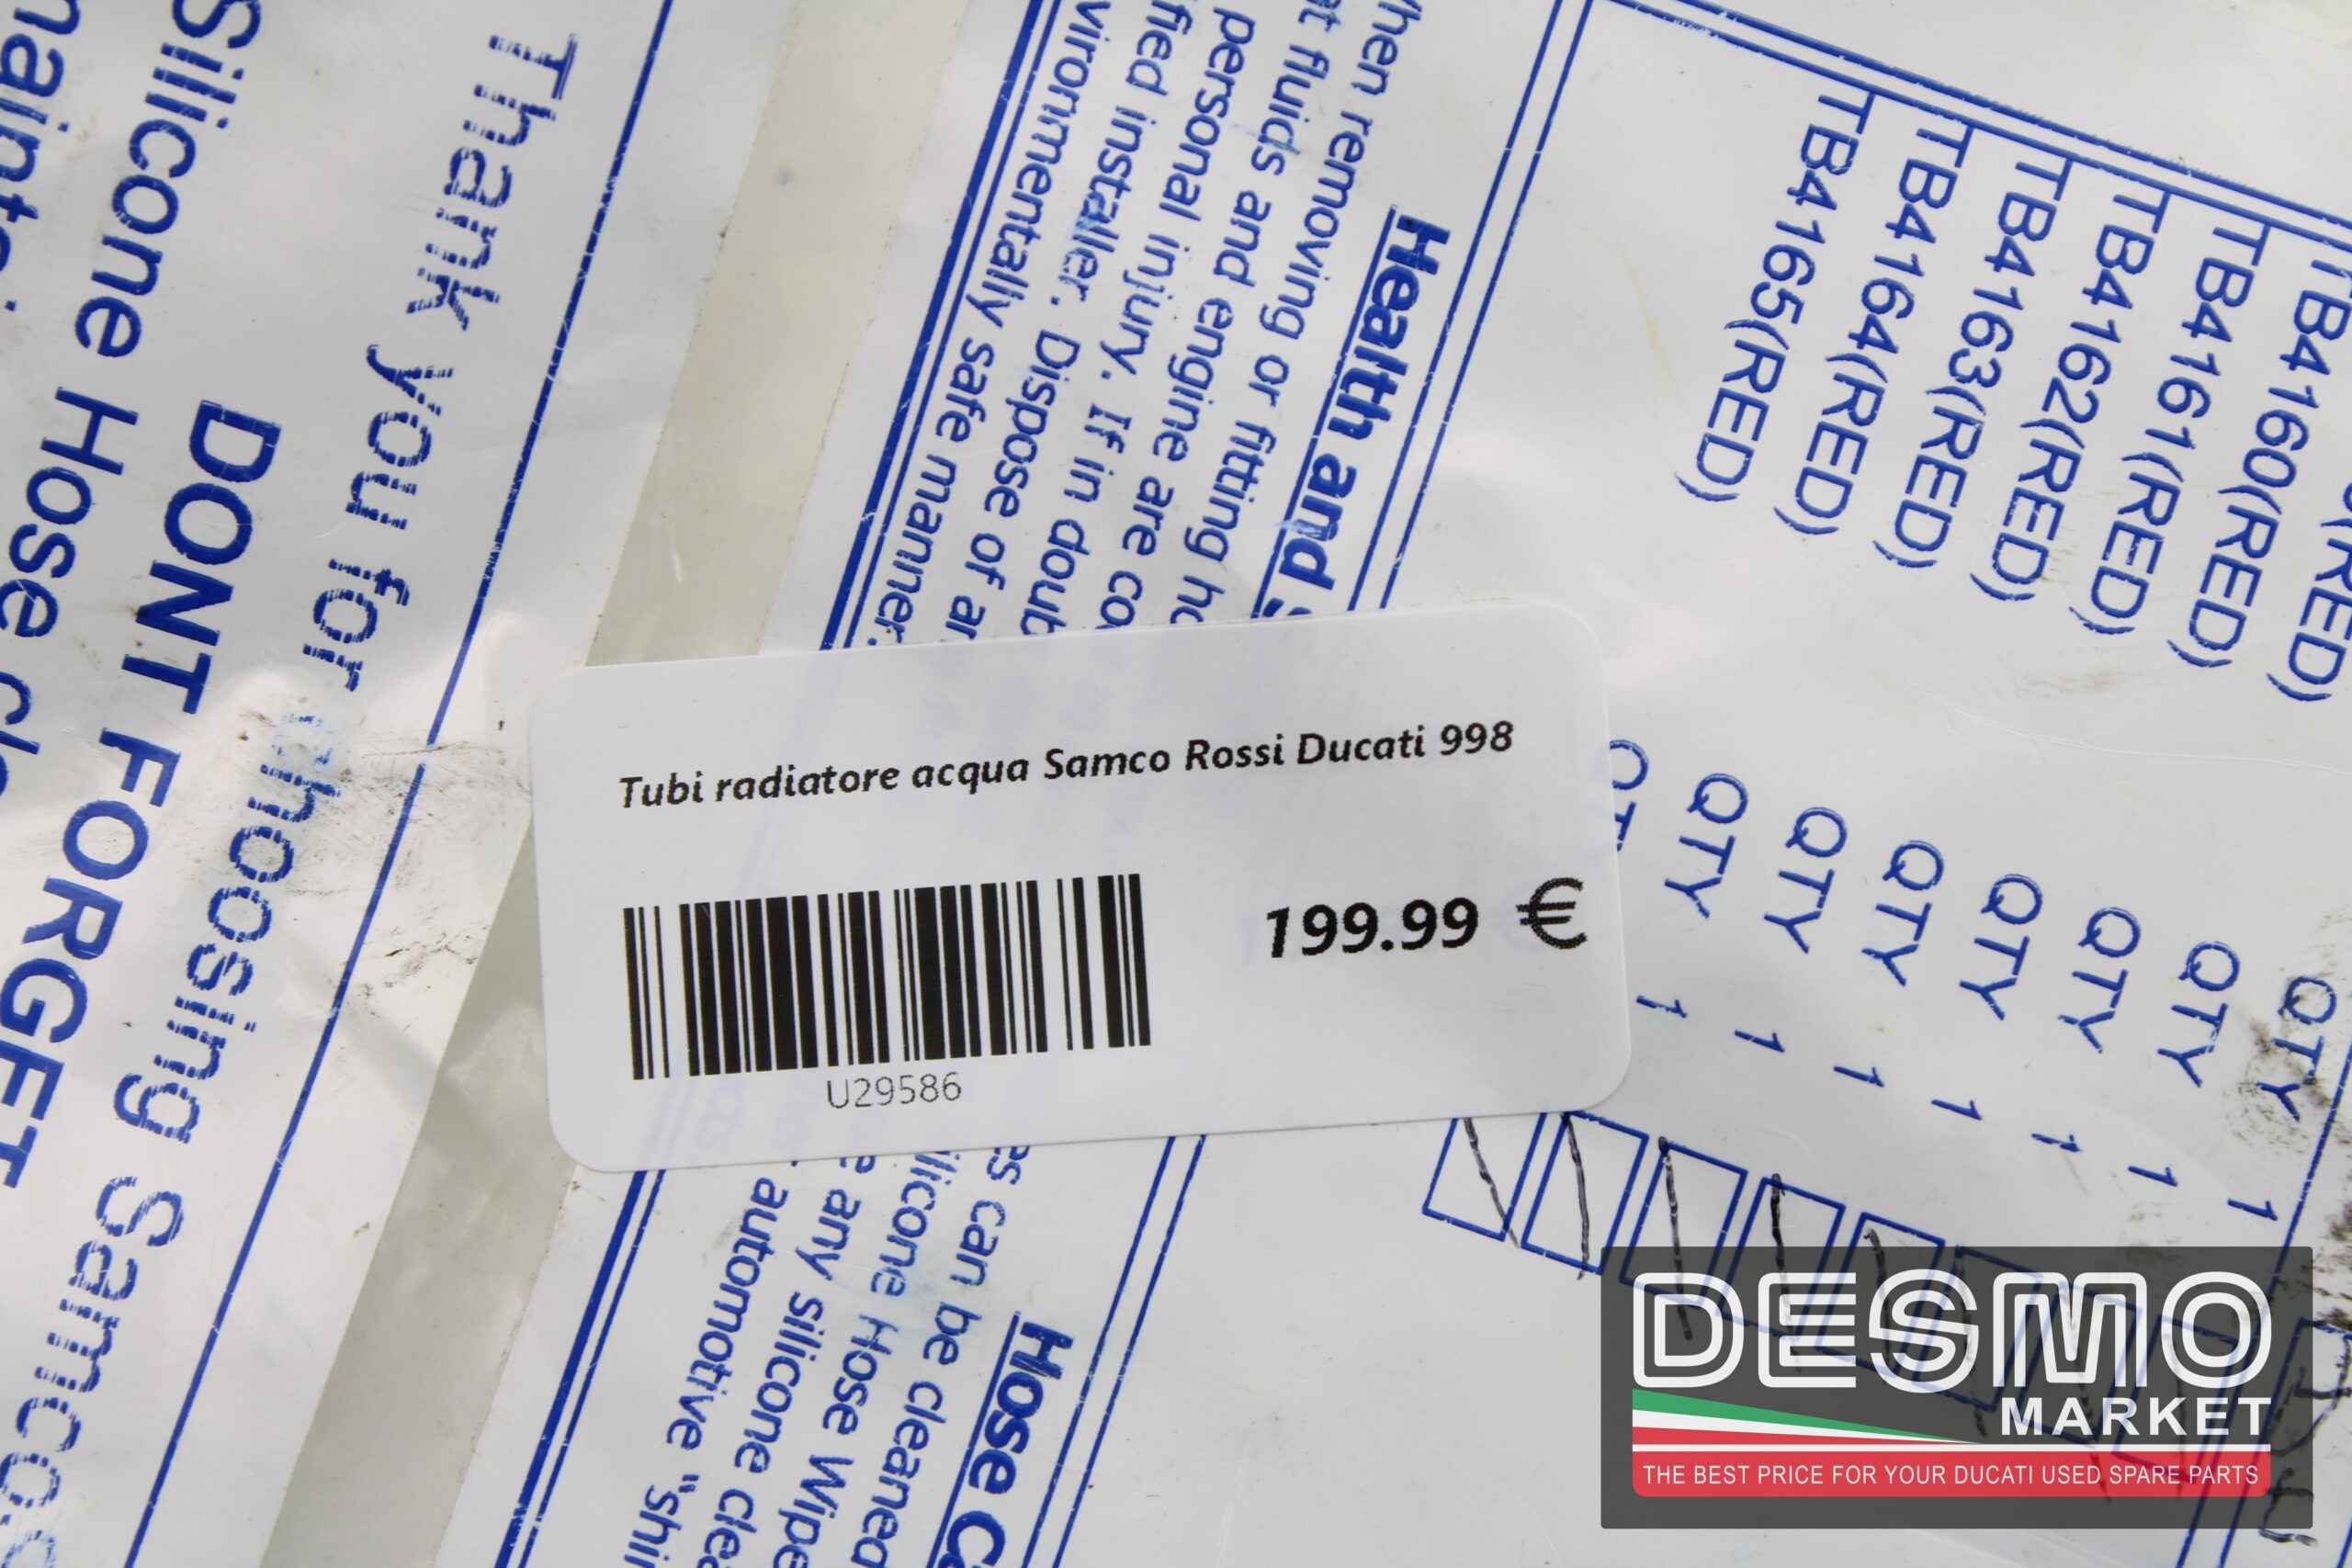 Thank you for choosing Samco.
DONT FORGET
Silicone Hose
Health and
hen removing or fitting
fluids and engine are
personal injury. If in
fied installer. Dispose of
vironmentally safe manner.
TB4160(RED) QTY 1
TB4161(RED) QTY 1
TB4162(RED) QTY 1
TB4163(RED) QTY 1
TB4164(RED) QTY 1
TB4165(RED) QTY 1
Tubi radiatore acqua Samco Rossi Ducati 998
199.99 €
U29586
Hose
can be cleaned
Hose Wipe
any silicone
automotive
DESMO
MARKET
THE BEST PRICE FOR YOUR DUCATI USED SPARE PARTS